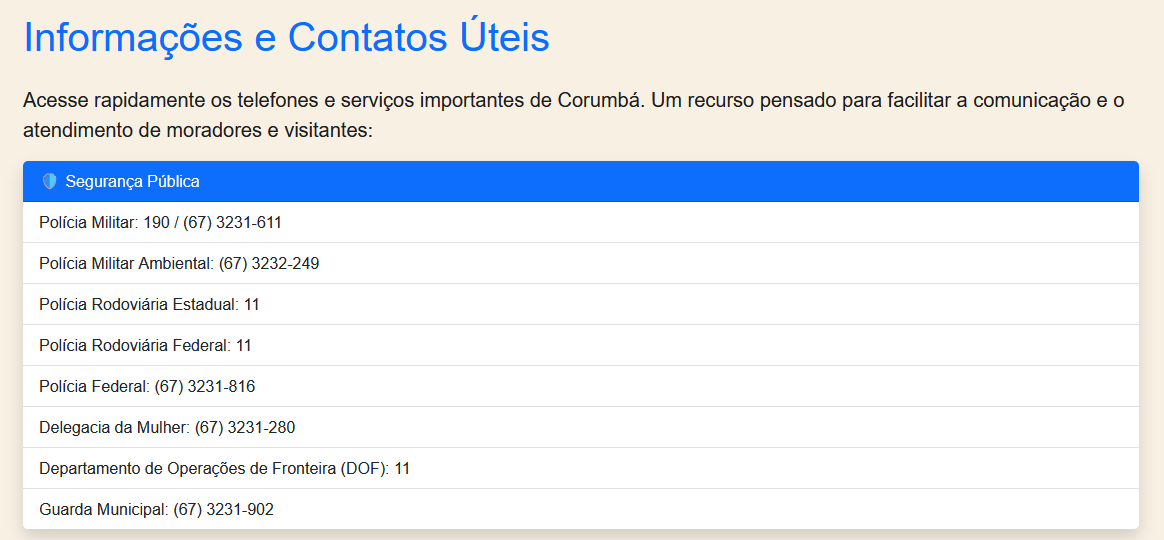 Informações e Contatos Úteis
Acesse rapidamente os telefones e serviços importantes de Corumbá. Um recurso pensado para facilitar a comunicação e o
atendimento de moradores e visitantes:
Segurança Pública
Polícia Militar: 190 / (67) 3231-611
Polícia Militar Ambiental: (67) 3232-249
Polícia Rodoviária Estadual: 11
Polícia Rodoviária Federal: 11
Polícia Federal: (67) 3231-816
Delegacia da Mulher: (67) 3231-280
Departamento de Operações de Fronteira (DOF): 11
Guarda Municipal: (67) 3231-902